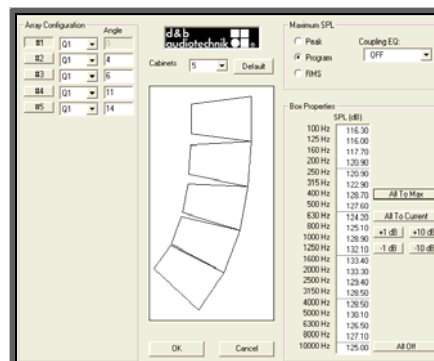 Array Configuration
Angle
#1 Q1
#2 Q1 4
#3 Q1 6
#4 Q1 11
#5 Q1 14
d&b
audiotechnik ®
Cabinets 5 Default
OK Cancel
Maximum SPL
Peak
Program
RMS
Coupling EQ:
OFF
Box Properties
SPL (dB)
100 Hz 116.30
125 Hz 116.00
160 Hz 117.70
200 Hz 120.90
250 Hz 120.90
315 Hz 122.90
400 Hz 128.70 All To Max
500 Hz 127.60
630 Hz 124.20 All To Current
800 Hz 125.10
1000 Hz 128.90 +1 dB +10 dB
1250 Hz 132.10 -1 dB -10 dB
1600 Hz 133.40
2000 Hz 133.30
2500 Hz 129.40
3150 Hz 128.50
4000 Hz 128.50
5000 Hz 130.10
6300 Hz 126.50
8000 Hz 127.10
10000 Hz 125.00 All Off